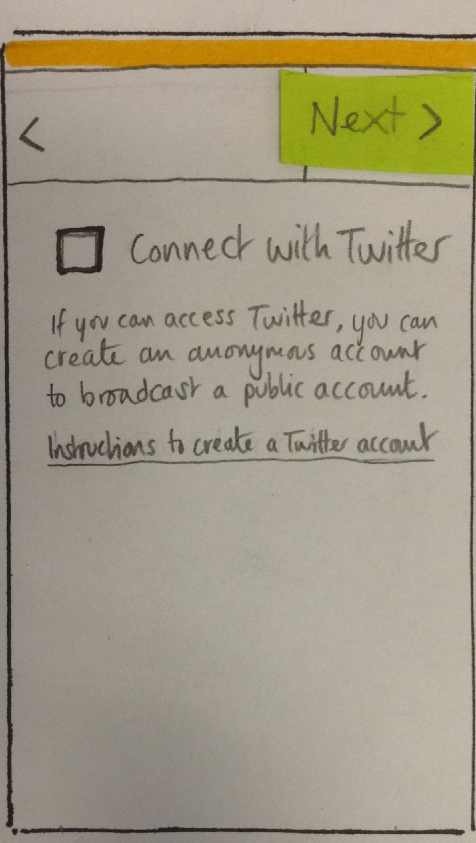 <
Next >
Connect with Twitter
If you can access Twitter, you can
create an anonymous account
to broadcast a public account.
Instructions to create a Twitter account